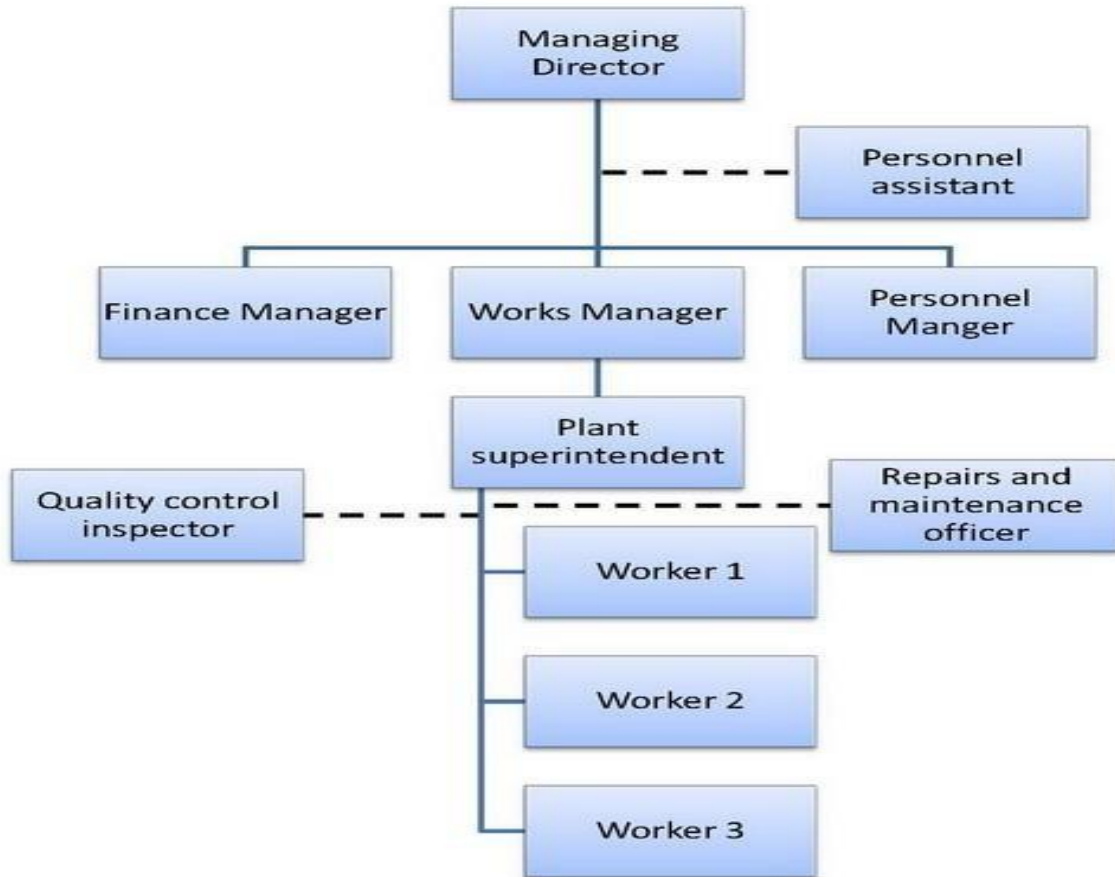 Managing
Director
Personnel
assistant
Finance Manager
Works Manager
Personnel
Manger
Plant
superintendent
Quality control
inspector
Repairs and
maintenance
officer
Worker 1
Worker 2
Worker 3